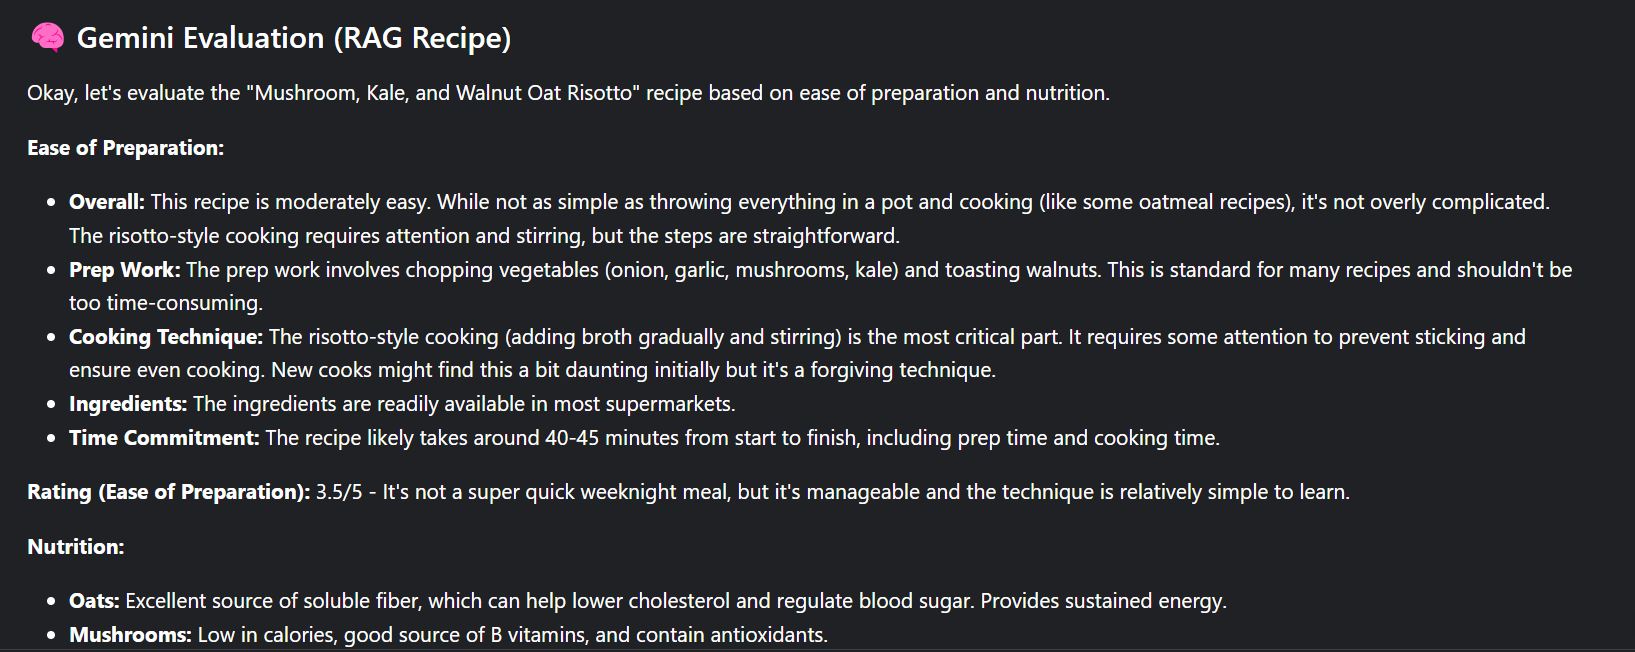 🧠 Gemini Evaluation (RAG Recipe)
Okay, let's evaluate the "Mushroom, Kale, and Walnut Oat Risotto" recipe based on ease of preparation and nutrition.
Ease of Preparation:
• Overall: This recipe is moderately easy. While not as simple as throwing everything in a pot and cooking (like some oatmeal recipes), it's not overly complicated.
The risotto-style cooking requires attention and stirring, but the steps are straightforward.
• Prep Work: The prep work involves chopping vegetables (onion, garlic, mushrooms, kale) and toasting walnuts. This is standard for many recipes and shouldn't be
too time-consuming.
• Cooking Technique: The risotto-style cooking (adding broth gradually and stirring) is the most critical part. It requires some attention to prevent sticking and
ensure even cooking. New cooks might find this a bit daunting initially but it's a forgiving technique.
• Ingredients: The ingredients are readily available in most supermarkets.
• Time Commitment: The recipe likely takes around 40-45 minutes from start to finish, including prep time and cooking time.
Rating (Ease of Preparation): 3.5/5 - It's not a super quick weeknight meal, but it's manageable and the technique is relatively simple to learn.
Nutrition:
• Oats: Excellent source of soluble fiber, which can help lower cholesterol and regulate blood sugar. Provides sustained energy.
• Mushrooms: Low in calories, good source of B vitamins, and contain antioxidants.